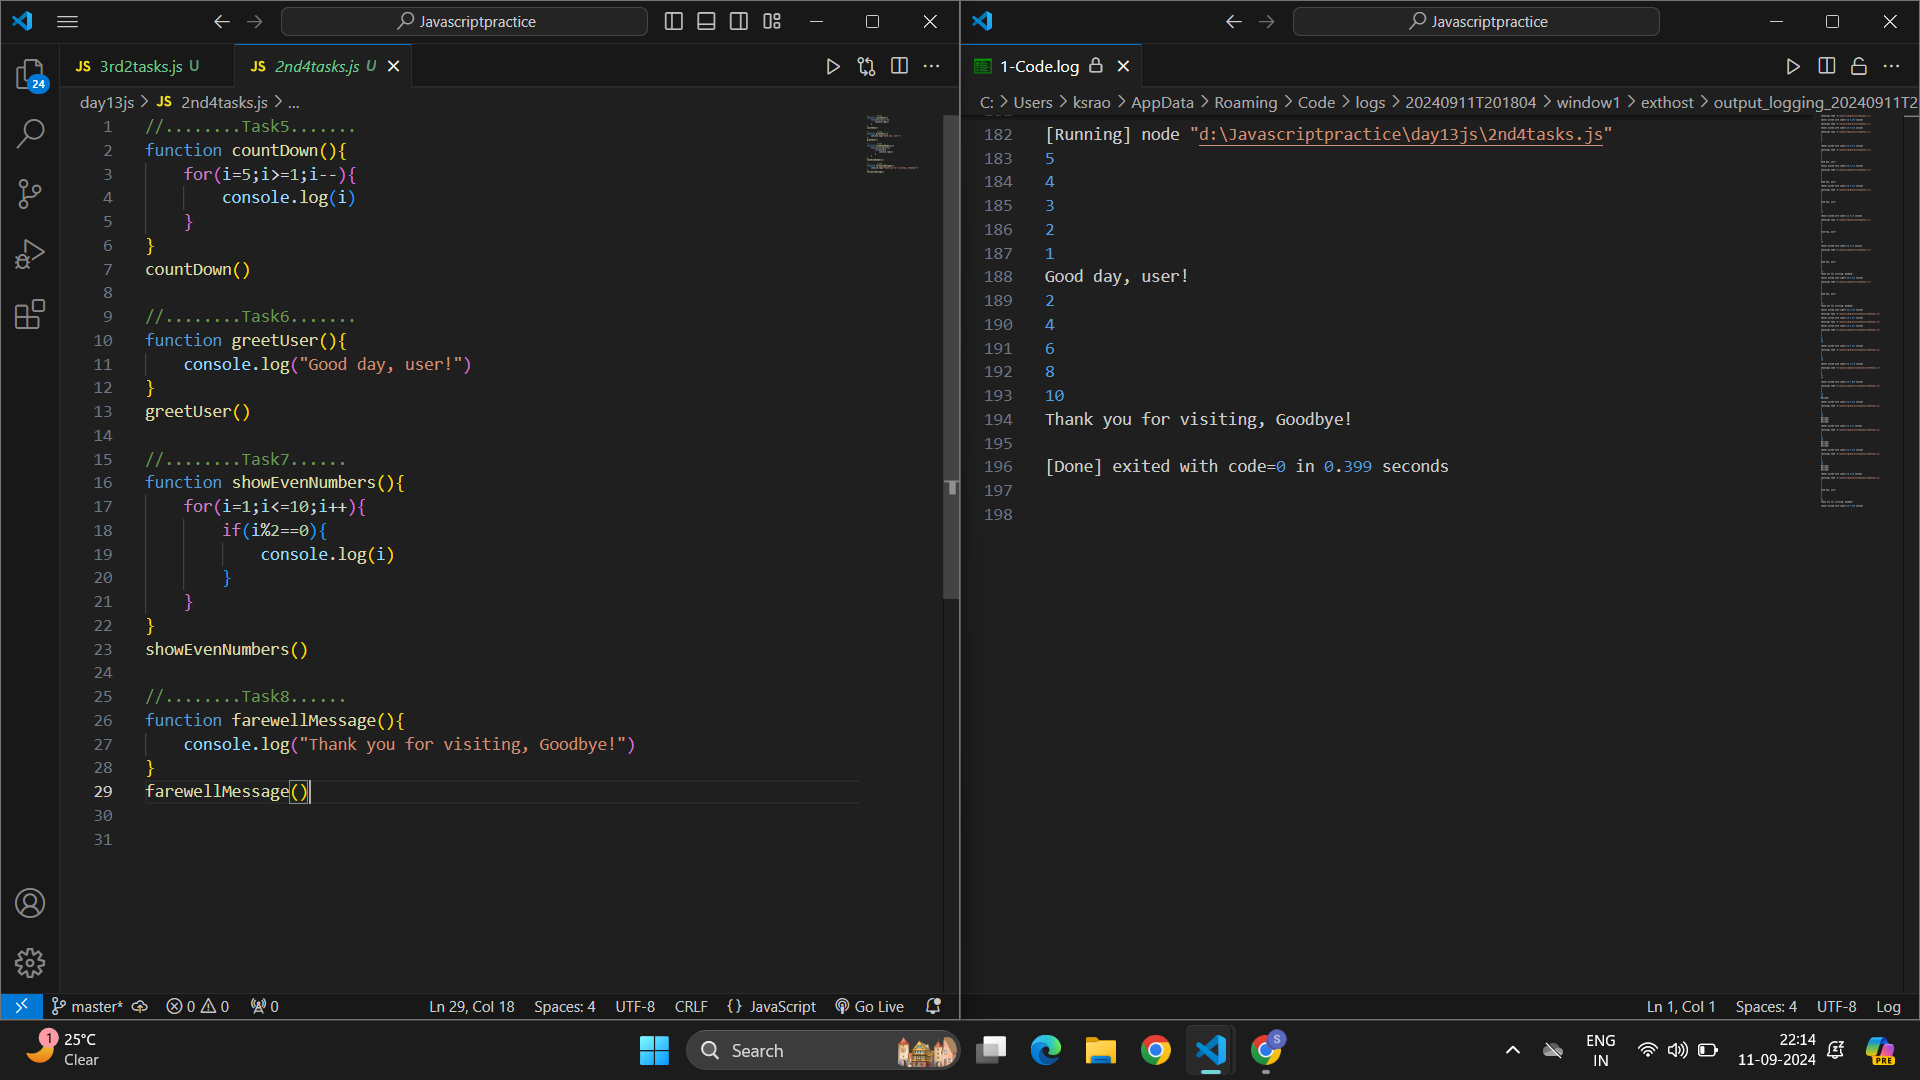 Javascriptpractice
24
JS 3rd2tasks.js U
JS 2nd4tasks.js U
day13js > JS 2nd4tasks.js > ...
1 //........Task5.......
2 function countDown(){
3     for(i=5;i>=1;i--){
4         console.log(i)
5     }
6 }
7 countDown()
8
9 //........Task6.......
10 function greetUser(){
11     console.log("Good day, user!")
12 }
13 greetUser()
14
15 //........Task7......
16 function showEvenNumbers(){
17     for(i=1;i<=10;i++){
18         if(i%2==0){
19             console.log(i)
20         }
21     }
22 }
23 showEvenNumbers()
24
25 //........Task8......
26 function farewellMessage(){
27     console.log("Thank you for visiting, Goodbye!")
28 }
29 farewellMessage()
30
31
master* 0 0 0 Ln 29, Col 18 Spaces: 4 UTF-8 CRLF {} JavaScript Go Live
Javascriptpractice
1-Code.log
C: > Users > ksrao > AppData > Roaming > Code > logs > 20240911T201804 > window1 > exthost > output_logging_20240911T2
182 [Running] node "d:\Javascriptpractice\day13js\2nd4tasks.js"
183 5
184 4
185 3
186 2
187 1
188 Good day, user!
189 2
190 4
191 6
192 8
193 10
194 Thank you for visiting, Goodbye!
195
196 [Done] exited with code=0 in 0.399 seconds
197
198
Ln 1, Col 1 Spaces: 4 UTF-8 Log
1 25°C
Clear
Search
S
ENG
IN
22:14
11-09-2024
PRE